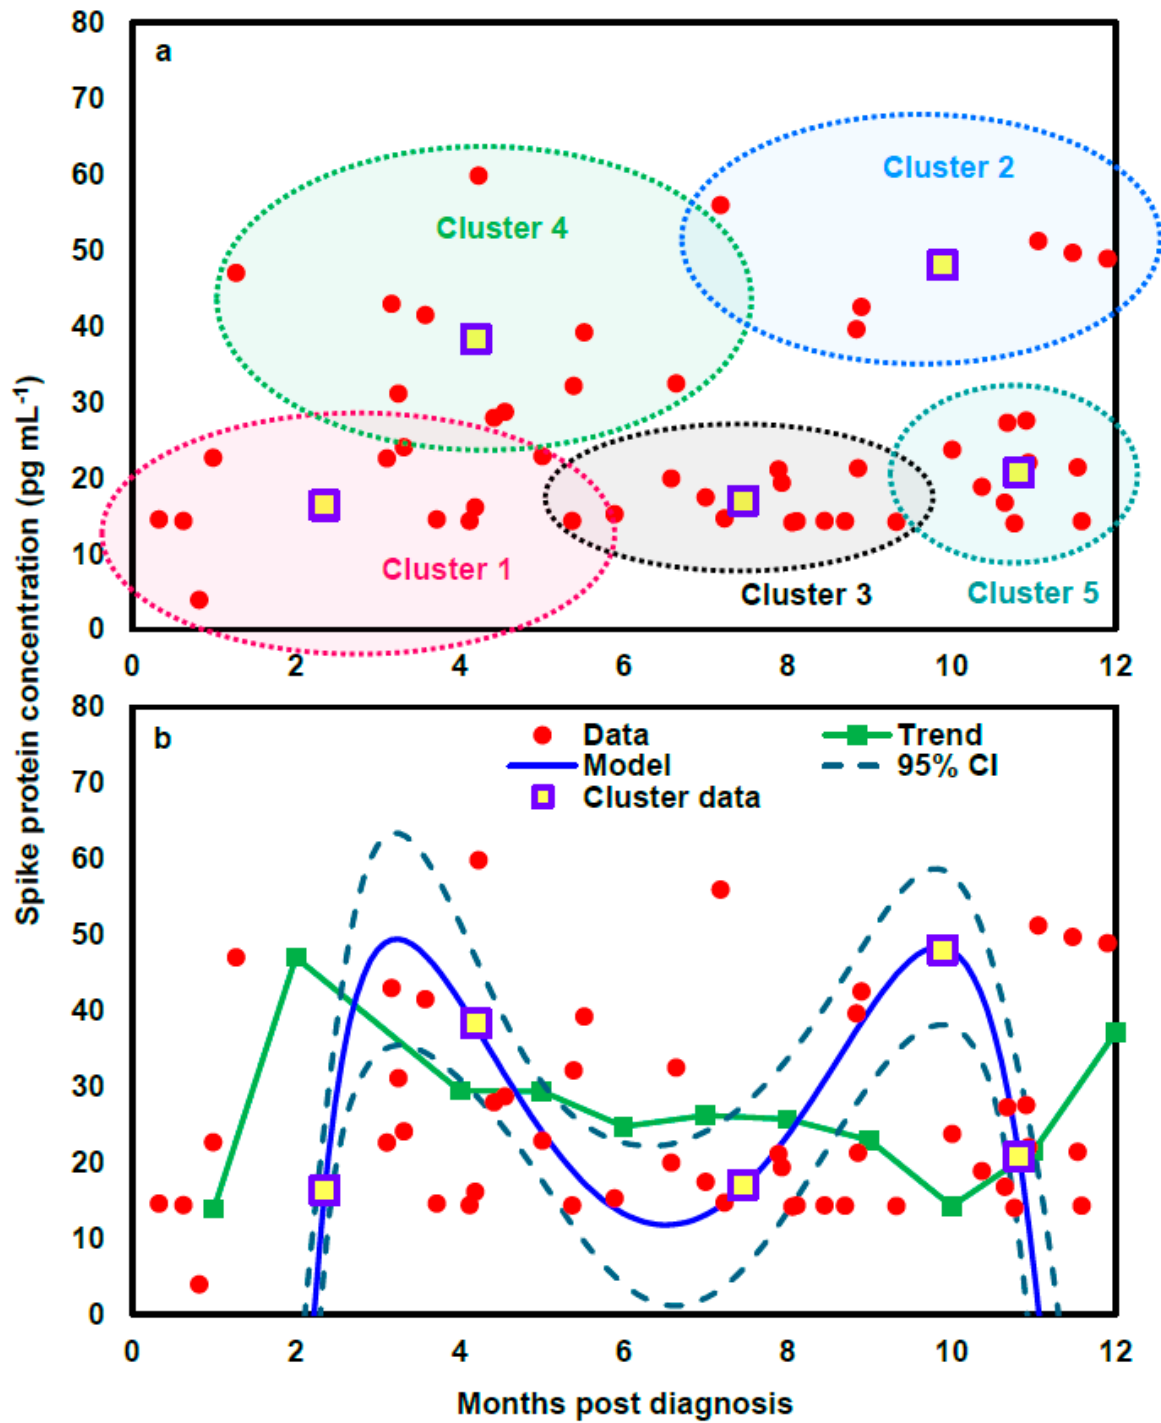 80
a
70
60
50
40
30
20
10
0
Cluster 2
Cluster 4
Cluster 1
Cluster 3
Cluster 5
0 2 4 6 8 10 12
Spike protein concentration (pg mL⁻¹)
80
b
70
60
50
40
30
20
10
0
Data
Trend
Model
95% CI
Cluster data
0 2 4 6 8 10 12
Months post diagnosis